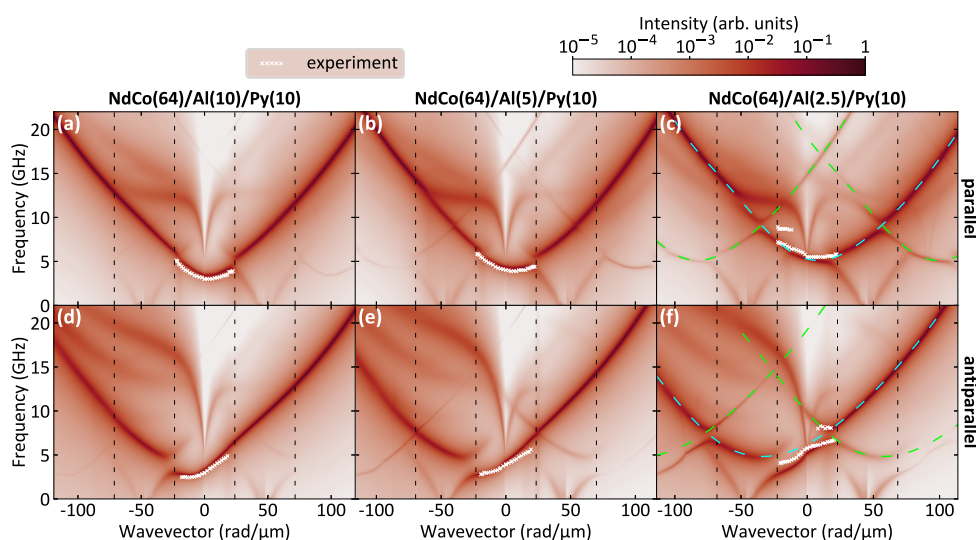 Intensity (arb. units)
10⁻⁵ 10⁻⁴ 10⁻³ 10⁻² 10⁻¹ 1
experiment
NdCo(64)/Al(10)/Py(10) NdCo(64)/Al(5)/Py(10) NdCo(64)/Al(2.5)/Py(10)
(a) (b) (c)
20
15
10
5
0
Frequency (GHz)
parallel
(d) (e) (f)
20
15
10
5
0
Frequency (GHz)
antiparallel
-100 -50 0 50 100 -100 -50 0 50 100 -100 -50 0 50 100
Wavevector (rad/μm) Wavevector (rad/μm) Wavevector (rad/μm)